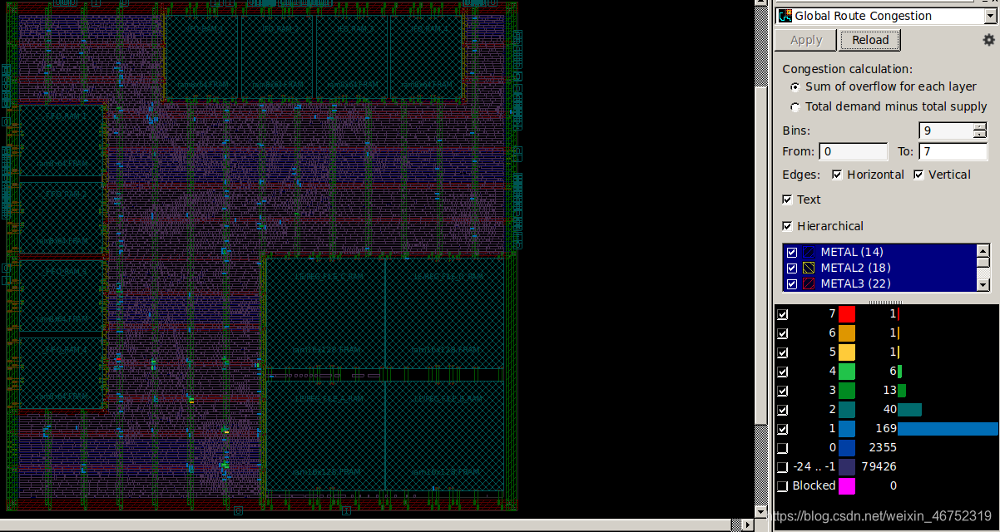 Global Route Congestion
Apply
Reload
Congestion calculation:
Sum of overflow for each layer
Total demand minus total supply
Bins: 9
From: 0 To: 7
Edges: Horizontal Vertical
Text
Hierarchical
METAL (14)
METAL2 (18)
METAL3 (22)
7 1
6 1
5 1
4 6
3 13
2 40
1 169
0 2355
-24 .. -1 79426
Blocked 0
https://blog.csdn.net/weixin_46752319